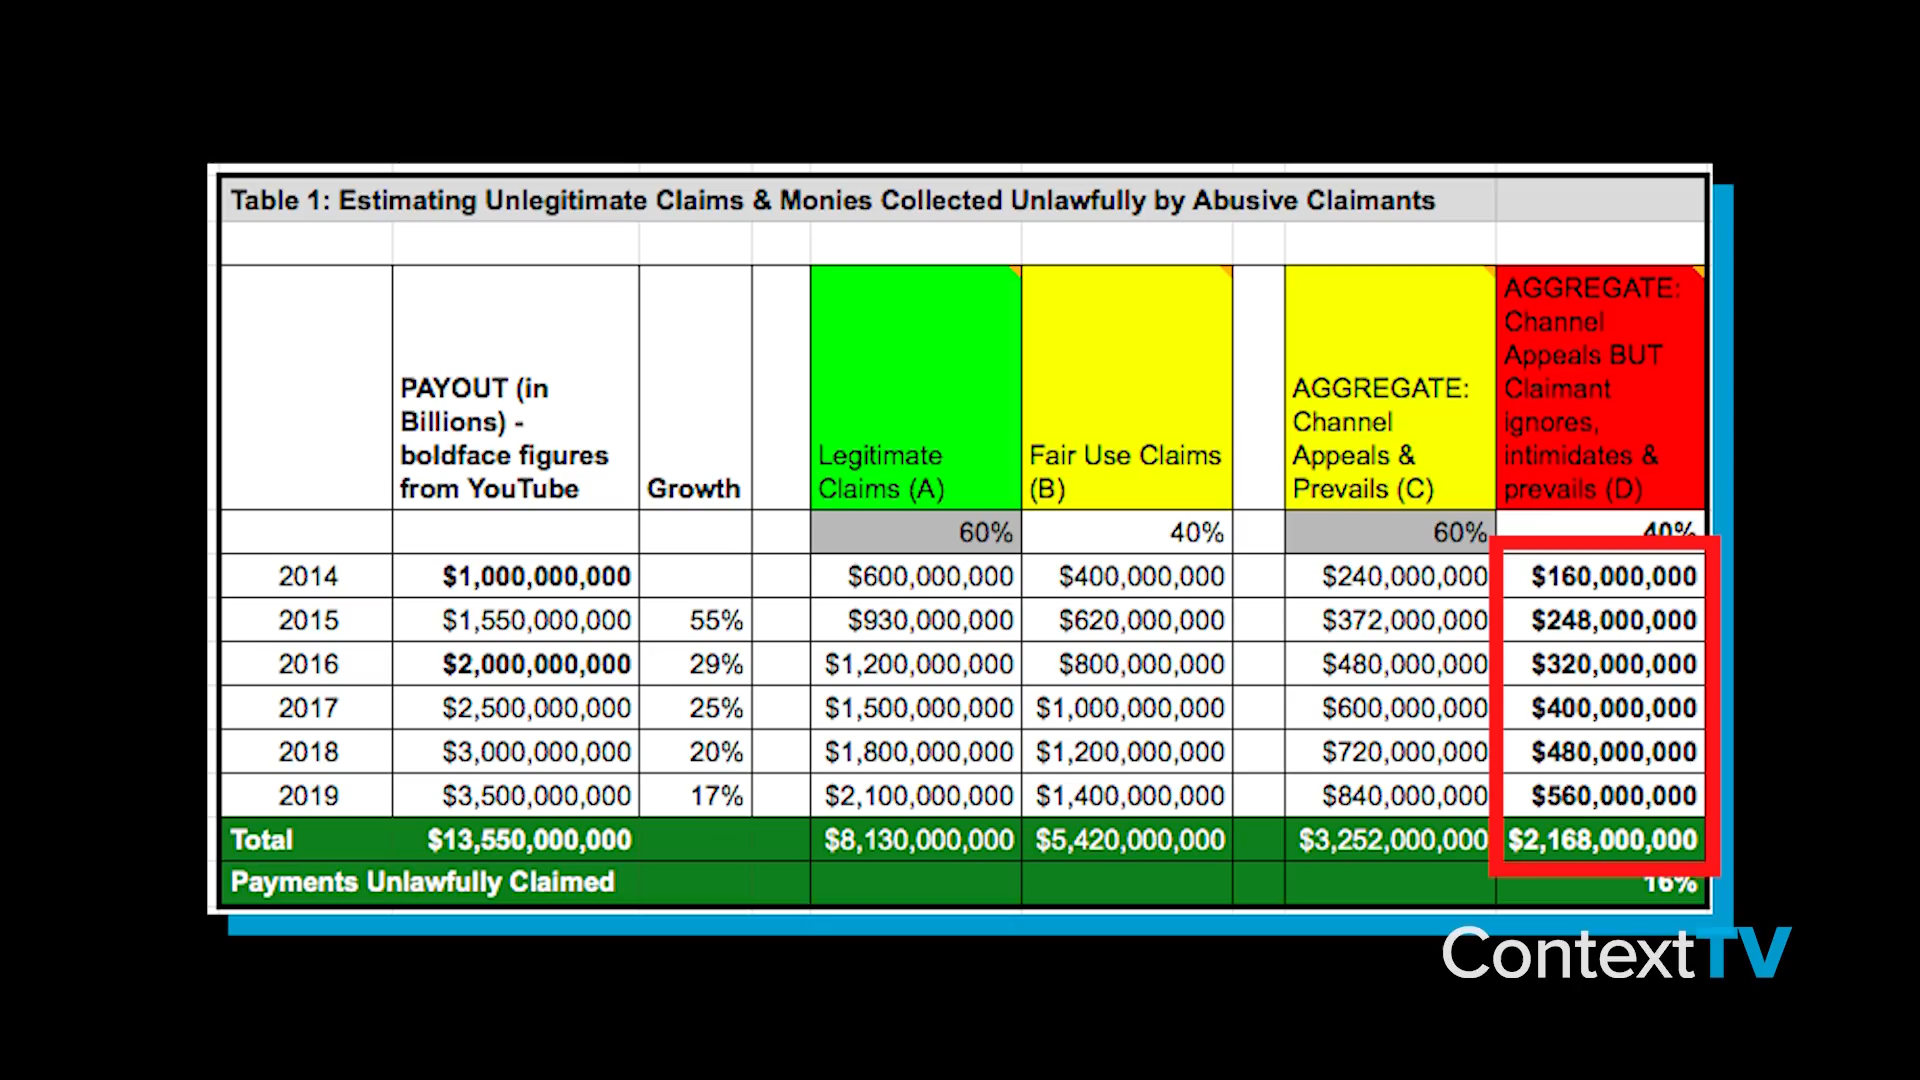 Table 1: Estimating Unlegitimate Claims & Monies Collected Unlawfully by Abusive Claimants
PAYOUT (in
Billions) -
boldface figures
from YouTube
Growth
Legitimate
Claims (A)
Fair Use Claims
(B)
AGGREGATE:
Channel
Appeals &
Prevails (C)
AGGREGATE:
Channel
Appeals BUT
Claimant
ignores,
intimidates &
prevails (D)
60% 40% 60% 40%
2014 $1,000,000,000 $600,000,000 $400,000,000 $240,000,000 $160,000,000
2015 $1,550,000,000 55% $930,000,000 $620,000,000 $372,000,000 $248,000,000
2016 $2,000,000,000 29% $1,200,000,000 $800,000,000 $480,000,000 $320,000,000
2017 $2,500,000,000 25% $1,500,000,000 $1,000,000,000 $600,000,000 $400,000,000
2018 $3,000,000,000 20% $1,800,000,000 $1,200,000,000 $720,000,000 $480,000,000
2019 $3,500,000,000 17% $2,100,000,000 $1,400,000,000 $840,000,000 $560,000,000
Total $13,550,000,000 $8,130,000,000 $5,420,000,000 $3,252,000,000 $2,168,000,000
Payments Unlawfully Claimed 16%
ContextTV